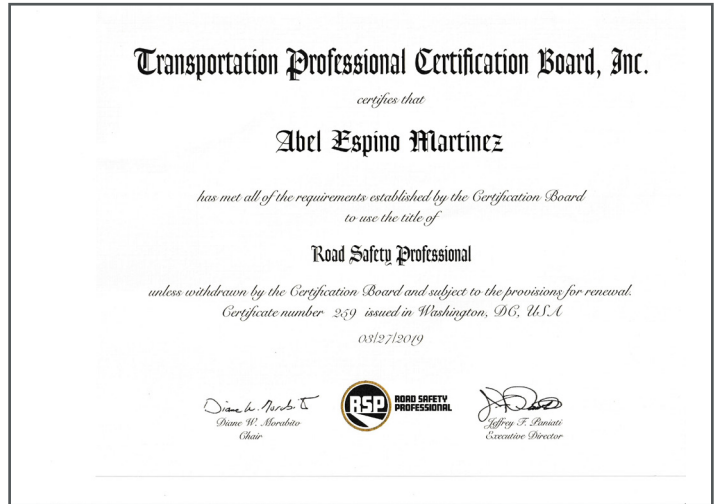 Transportation Professional Certification Board, Inc.
certifies that
Abel Espino Martinez
has met all of the requirements established by the Certification Board
to use the title of
Road Safety Professional
unless withdrawn by the Certification Board and subject to the provisions for renewal.
Certificate number 259 issued in Washington, DC, USA
03/27/2019
Diane W. Morabito
Diane W. Morabito
Chair
RSP
ROAD SAFETY
PROFESSIONAL
Jeffrey F. Paniati
Executive Director